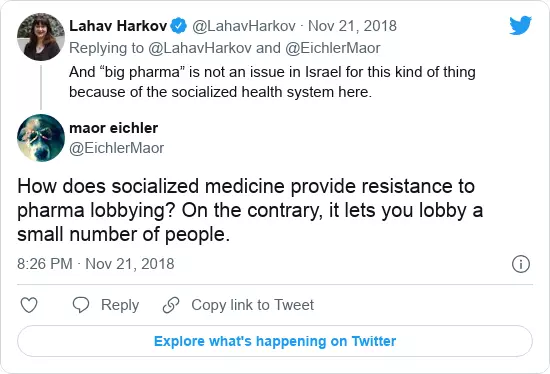 Lahav Harkov @LahavHarkov · Nov 21, 2018
Replying to @LahavHarkov and @EichlerMaor
And “big pharma” is not an issue in Israel for this kind of thing
because of the socialized health system here.
maor eichler
@EichlerMaor
How does socialized medicine provide resistance to
pharma lobbying? On the contrary, it lets you lobby a
small number of people.
8:26 PM · Nov 21, 2018
Reply Copy link to Tweet
Explore what's happening on Twitter